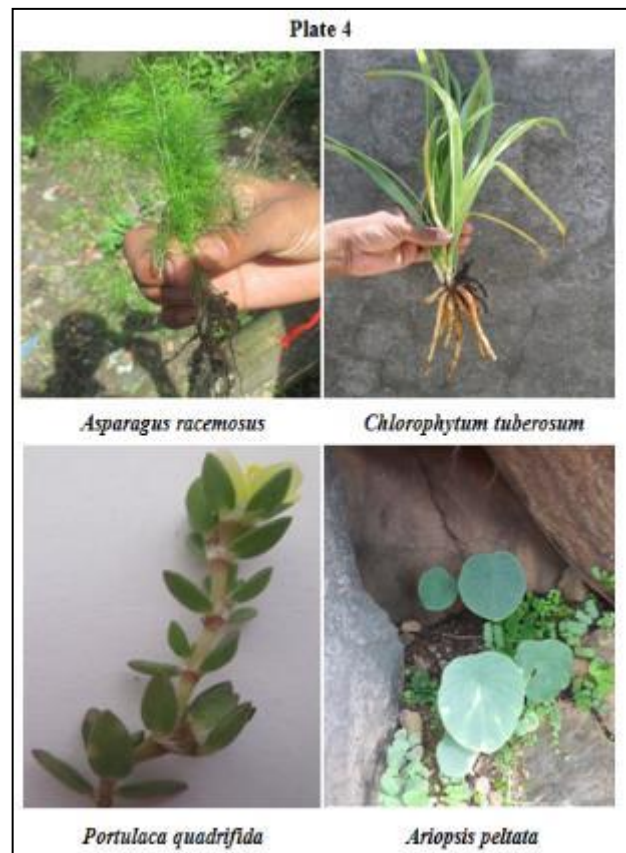 Plate 4
Asparagus racemosus Chlorophytum tuberosum
Portulaca quadrifida Ariopsis peltata